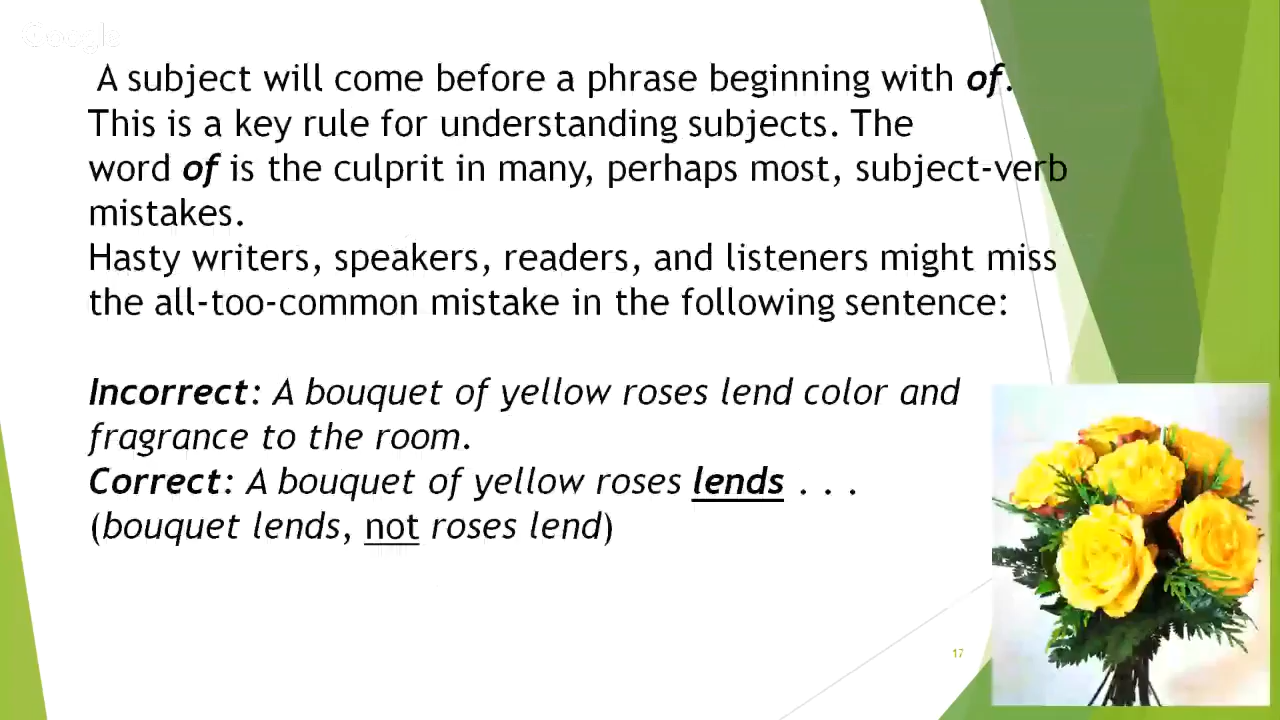 Google
A subject will come before a phrase beginning with of.
This is a key rule for understanding subjects. The
word of is the culprit in many, perhaps most, subject-verb
mistakes.
Hasty writers, speakers, readers, and listeners might miss
the all-too-common mistake in the following sentence:
Incorrect: A bouquet of yellow roses lend color and
fragrance to the room.
Correct: A bouquet of yellow roses lends . . .
(bouquet lends, not roses lend)
17